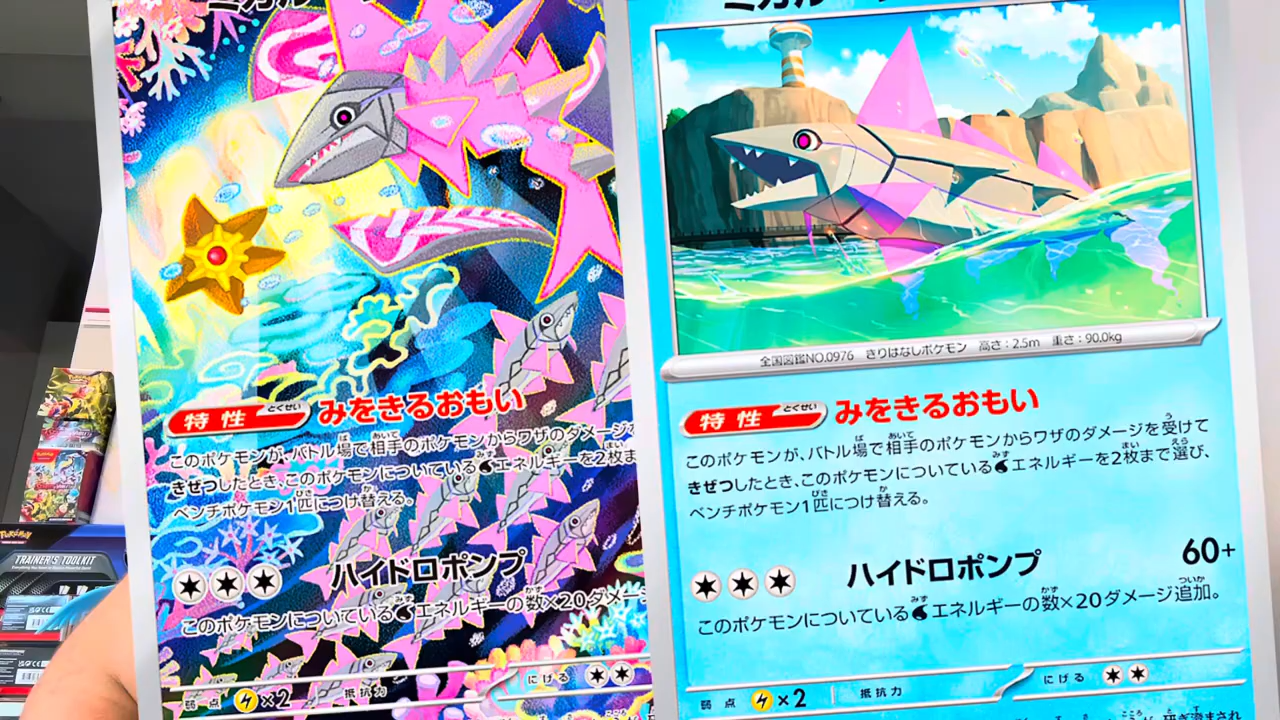 特性
とくせい
みをきるおもい
このポケモンが、バトル場で相手のポケモンからワザのダメージを
きぜつしたとき、このポケモンについているエネルギーを2枚ま
ベンチポケモン1匹につけ替える。
ハイドロポンプ
このポケモンについているエネルギーの数×20ダメージ
弱点 ×2 抵抗力 にげる
全国図鑑NO.0976 きりはなしポケモン 高さ:2.5m 重さ:90.0kg
特性
とくせい
みをきるおもい
このポケモンが、バトル場で相手のポケモンからワザのダメージを受けて
きぜつしたとき、このポケモンについているエネルギーを2枚まで選び、
ベンチポケモン1匹につけ替える。
ハイドロポンプ 60+
このポケモンについているエネルギーの数×20ダメージ追加。
弱点 ×2 抵抗力 にげる
Pokémon
TRAINER'S TOOLKIT